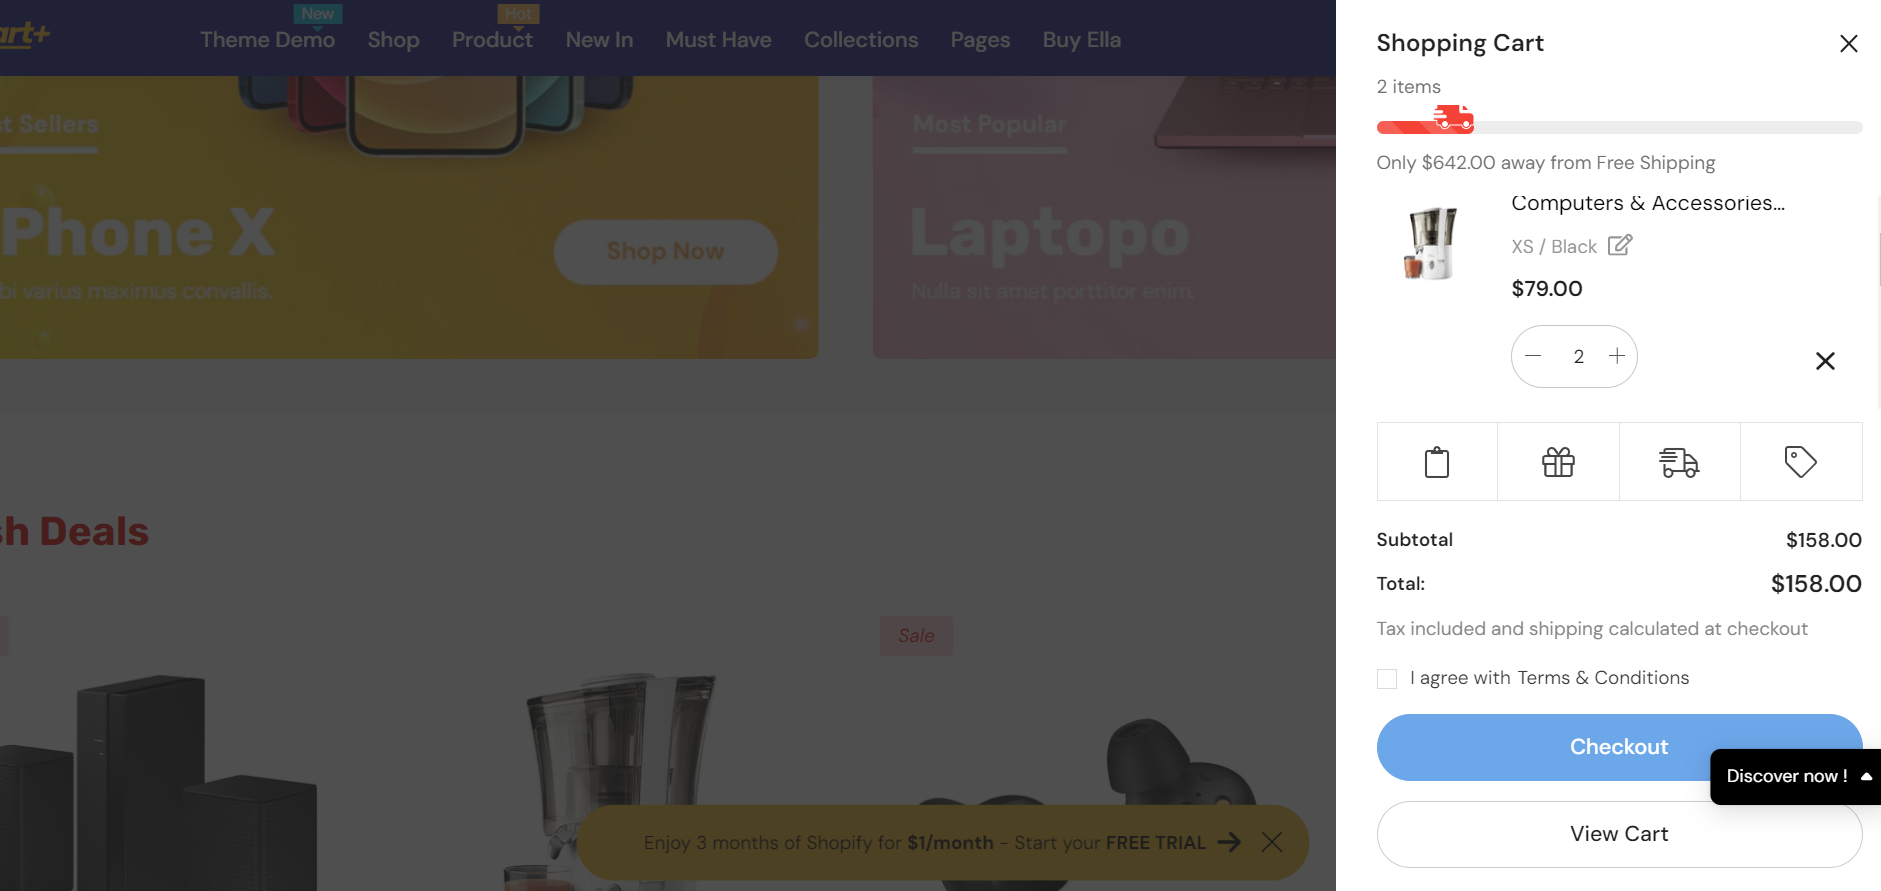 New
Hot
Theme Demo Shop Product New In Must Have Collections Pages Buy Ella
Shopping Cart
2 items
Only $642.00 away from Free Shipping
Computers & Accessories...
XS / Black
$79.00
2
Subtotal $158.00
Total: $158.00
Tax included and shipping calculated at checkout
I agree with Terms & Conditions
Checkout
Discover now !
View Cart
Sellers
Phone X
Shop Now
varius maximus convallis.
Most Popular
Laptopo
Nulla sit amet porttitor enim.
Deals
Sale
Enjoy 3 months of Shopify for $1/month - Start your FREE TRIAL